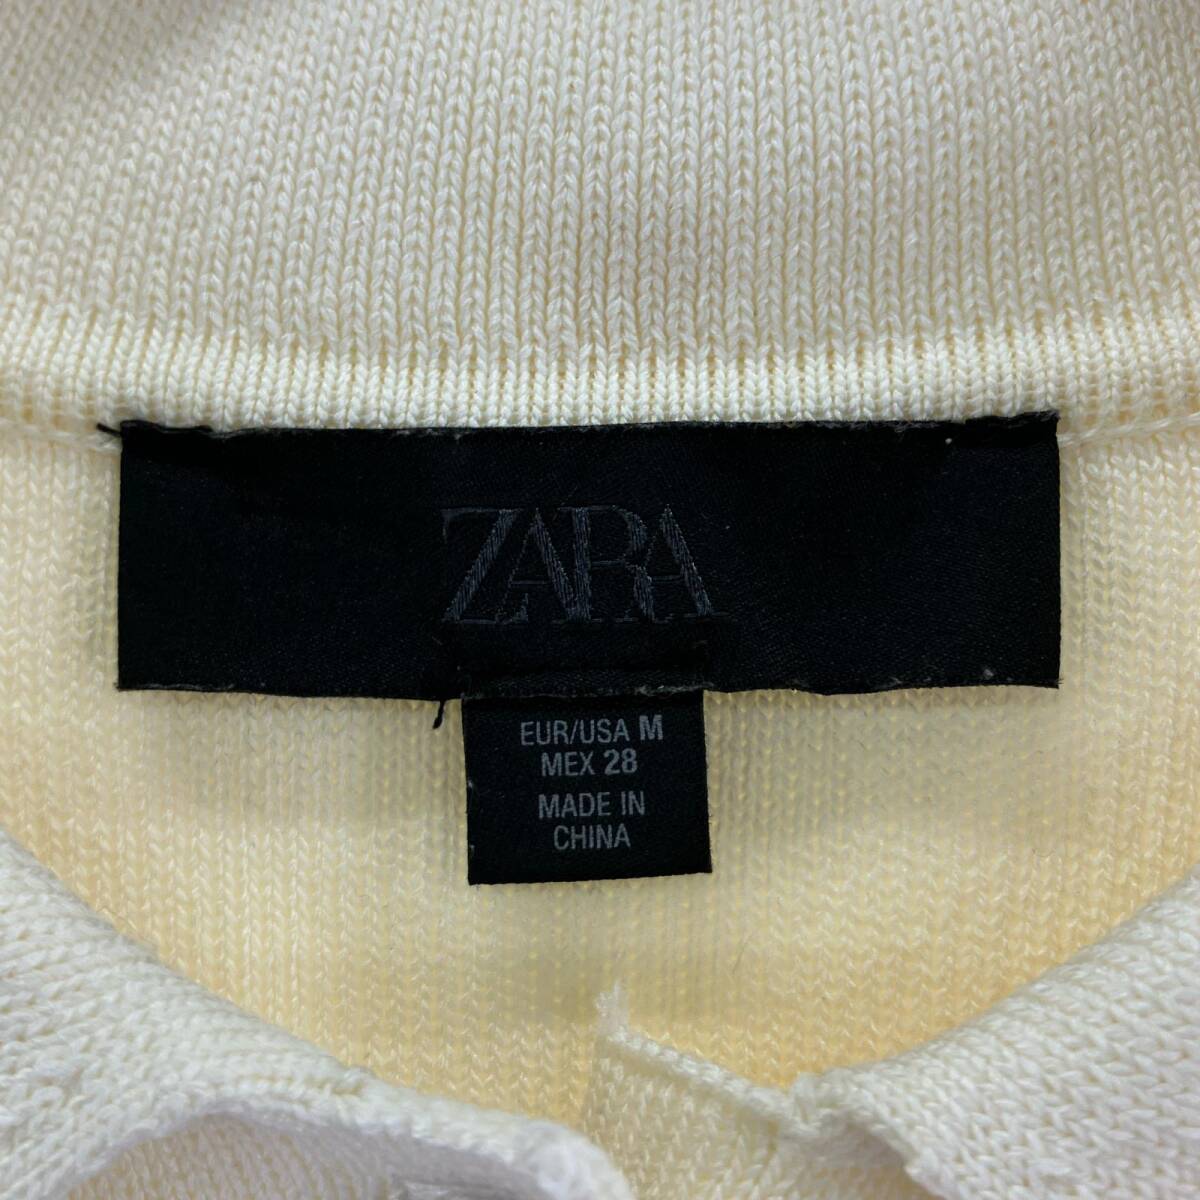 ZARA
EUR/USA M
MEX 28
MADE IN
CHINA